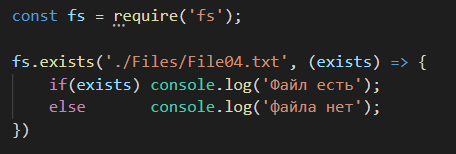 const fs = require('fs');
fs.exists('./Files/File04.txt', (exists) => {
    if(exists) console.log('Файл есть');
    else       console.log('файла нет');
})